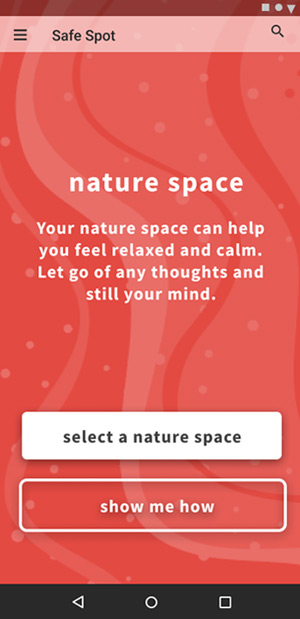 Safe Spot
nature space
Your nature space can help
you feel relaxed and calm.
Let go of any thoughts and
still your mind.
select a nature space
show me how